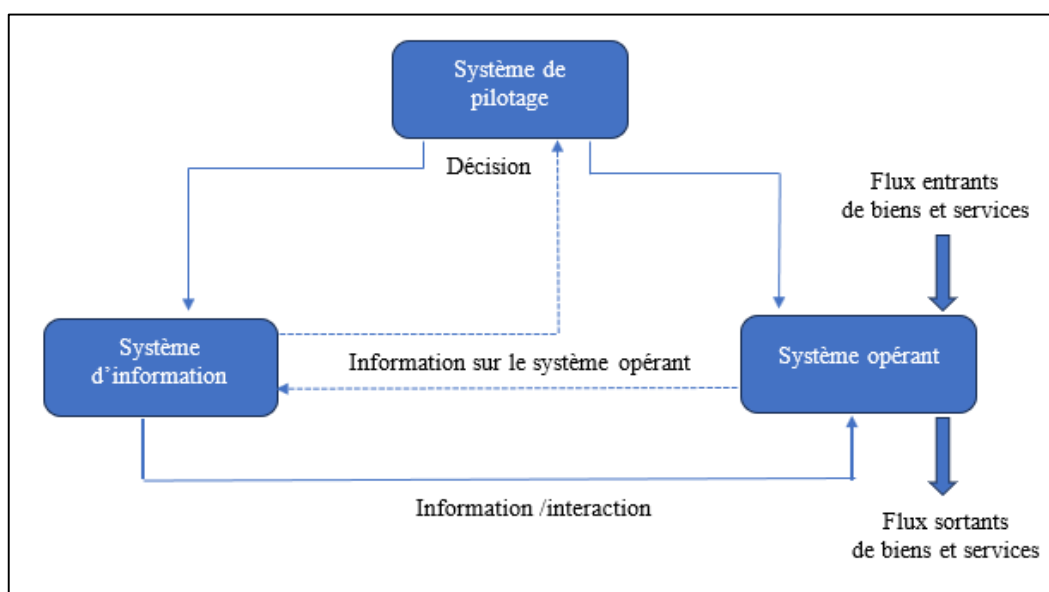 Système de
pilotage
Décision
Flux entrants
de biens et services
Système
d’information
Information sur le système opérant
Système opérant
Information /interaction
Flux sortants
de biens et services